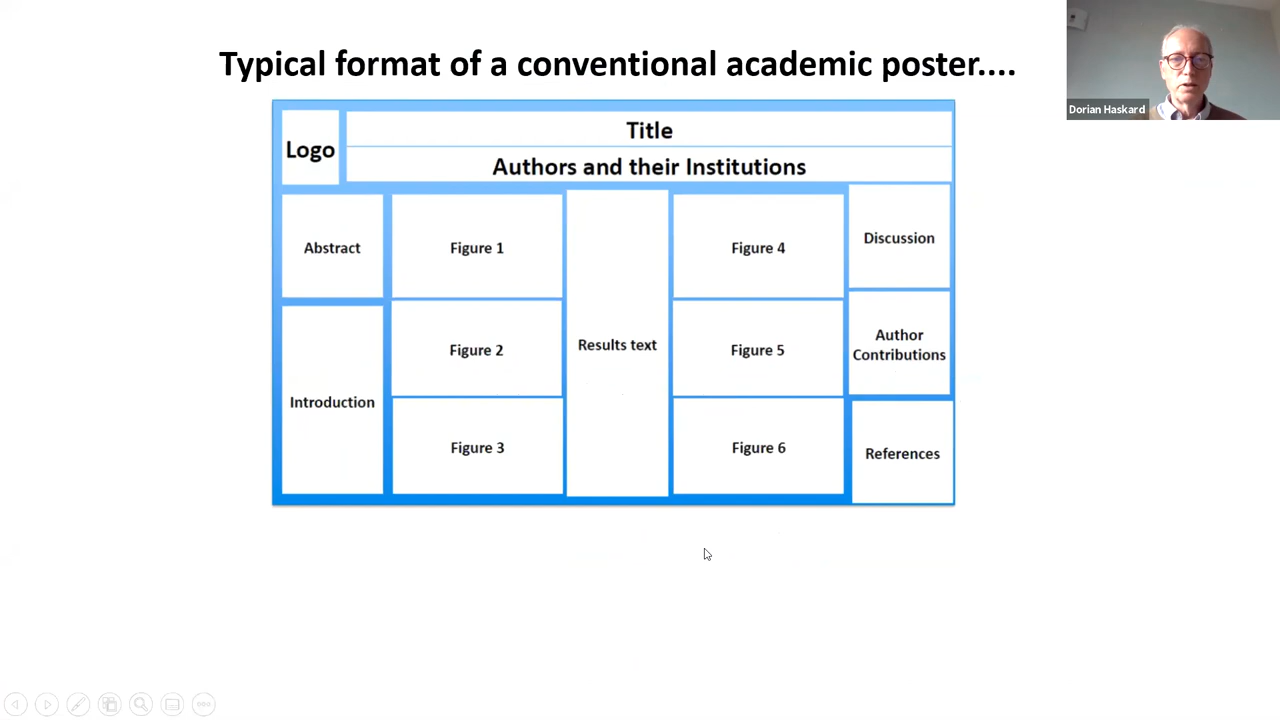 Typical format of a conventional academic poster....
Dorian Haskard
Logo
Title
Authors and their Institutions
Abstract
Introduction
Figure 1
Figure 2
Figure 3
Results text
Figure 4
Figure 5
Figure 6
Discussion
Author
Contributions
References